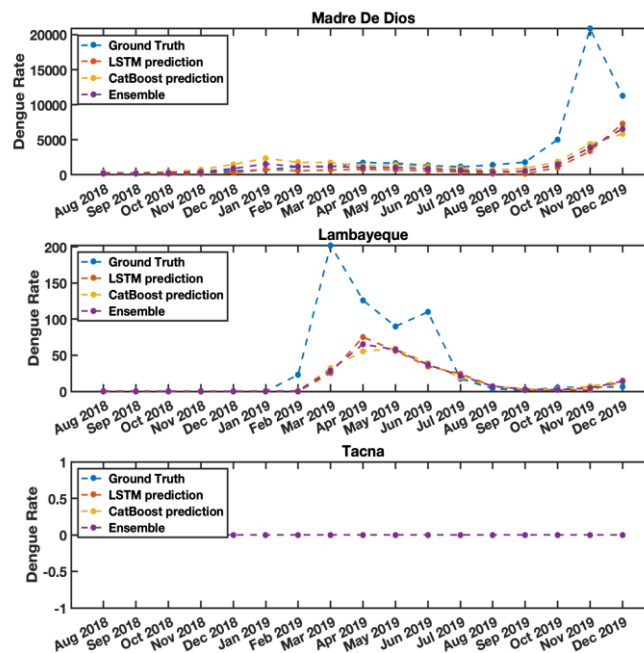 Madre De Dios
20000
15000
10000
5000
0
Dengue Rate
Ground Truth
LSTM prediction
CatBoost prediction
Ensemble
Aug 2018
Sep 2018
Oct 2018
Nov 2018
Dec 2018
Jan 2019
Feb 2019
Mar 2019
Apr 2019
May 2019
Jun 2019
Jul 2019
Aug 2019
Sep 2019
Oct 2019
Nov 2019
Dec 2019
Lambayeque
200
150
100
50
0
Dengue Rate
Ground Truth
LSTM prediction
CatBoost prediction
Ensemble
Aug 2018
Sep 2018
Oct 2018
Nov 2018
Dec 2018
Jan 2019
Feb 2019
Mar 2019
Apr 2019
May 2019
Jun 2019
Jul 2019
Aug 2019
Sep 2019
Oct 2019
Nov 2019
Dec 2019
Tacna
1
0.5
0
-0.5
-1
Dengue Rate
Ground Truth
LSTM prediction
CatBoost prediction
Ensemble
Aug 2018
Sep 2018
Oct 2018
Nov 2018
Dec 2018
Jan 2019
Feb 2019
Mar 2019
Apr 2019
May 2019
Jun 2019
Jul 2019
Aug 2019
Sep 2019
Oct 2019
Nov 2019
Dec 2019